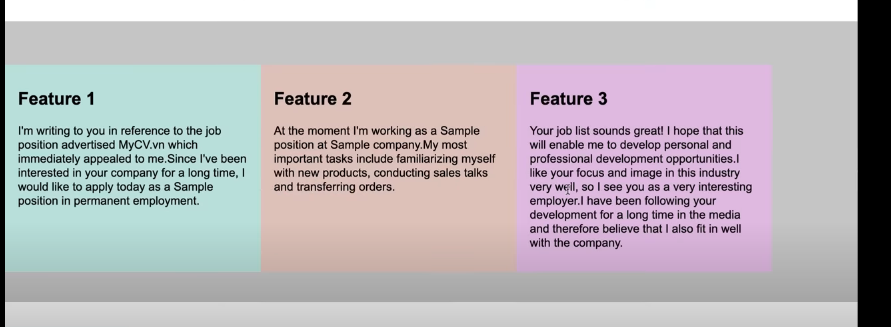 Feature 1
I'm writing to you in reference to the job
position advertised MyCV.vn which
immediately appealed to me.Since I've been
interested in your company for a long time, I
would like to apply today as a Sample
position in permanent employment.
Feature 2
At the moment I'm working as a Sample
position at Sample company.My most
important tasks include familiarizing myself
with new products, conducting sales talks
and transferring orders.
Feature 3
Your job list sounds great! I hope that this
will enable me to develop personal and
professional development opportunities.I
like your focus and image in this industry
very well, so I see you as a very interesting
employer.I have been following your
development for a long time in the media
and therefore believe that I also fit in well
with the company.